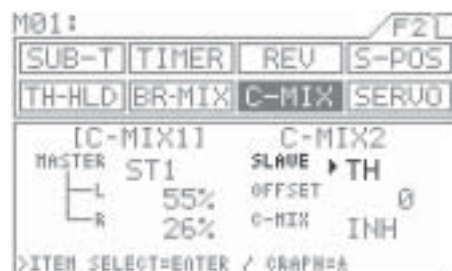 M01: F2
SUB-T TIMER REV S-POS
TH-HLD BR-MIX C-MIX SERVO
[C-MIX1] C-MIX2
MASTER ST1 SLAVE ▸ TH
L 55% OFFSET 0
R 26% C-MIX INH
>ITEM SELECT=ENTER / GRAPH=±